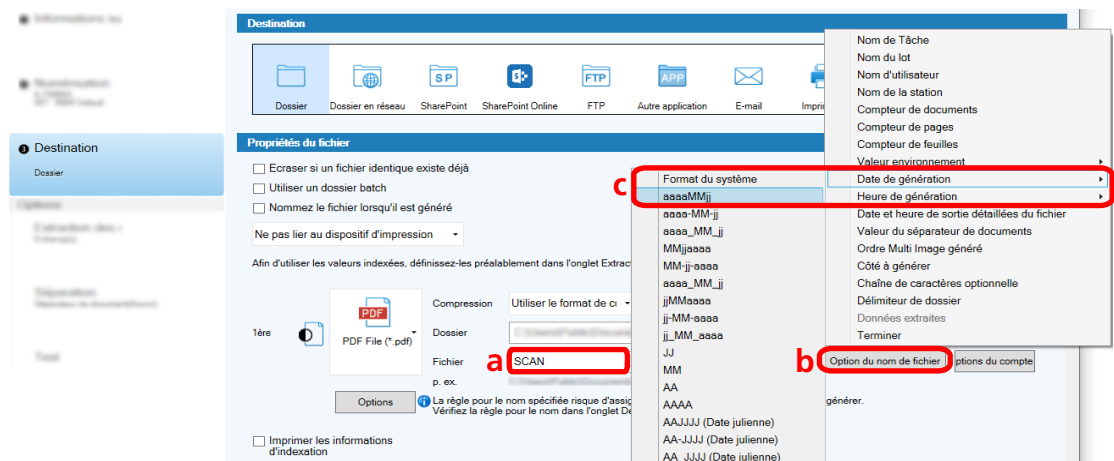 Destination
Dossier
Dossier en réseau
SharePoint
SharePoint Online
FTP
Autre application
E-mail
Imprim
SP
S
FTP
APP
Nom de Tâche
Nom du lot
Nom d'utilisateur
Nom de la station
Compteur de documents
Compteur de pages
Compteur de feuilles
Valeur environnement
Date de génération
Heure de génération
Date et heure de sortie détaillées du fichier
Valeur du séparateur de documents
Ordre Multi Image généré
Côté à générer
Chaîne de caractères optionnelle
Délimiteur de dossier
Données extraites
Terminer
3 Destination
Dossier
Propriétés du fichier
Ecraser si un fichier identique existe déjà
Utiliser un dossier batch
Nommez le fichier lorsqu'il est généré
Ne pas lier au dispositif d'impression
Afin d'utiliser les valeurs indexées, définissez-les préalablement dans l'onglet Extrac
c
Format du système
aaaaMMjj
aaaa-MM-jj
aaaa_MM_jj
MMjjaaaa
MM-jj-aaaa
aaaa_MM_jj
jjMMaaaa
jj-MM-aaaa
jj_MM_aaaa
JJ
MM
AA
AAAA
AAJJJJ (Date julienne)
AA-JJJJ (Date julienne)
AA_JJJJ (Date julienne)
1ère
PDF
PDF File (*.pdf)
Compression
Utiliser le format de co
Dossier
Fichier
a
SCAN
b
Option du nom de fichier
ptions du compte
p. ex.
Options
La règle pour le nom spécifiée risque d'assig
générer.
Vérifiez la règle pour le nom dans l'onglet De
Imprimer les informations
d'indexation